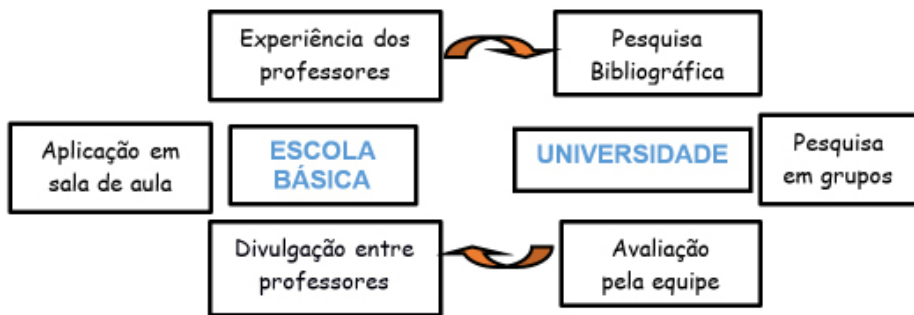 Experiência dos
professores
Pesquisa
Bibliográfica
Aplicação em
sala de aula
ESCOLA
BÁSICA
UNIVERSIDADE
Pesquisa
em grupos
Divulgação entre
professores
Avaliação
pela equipe